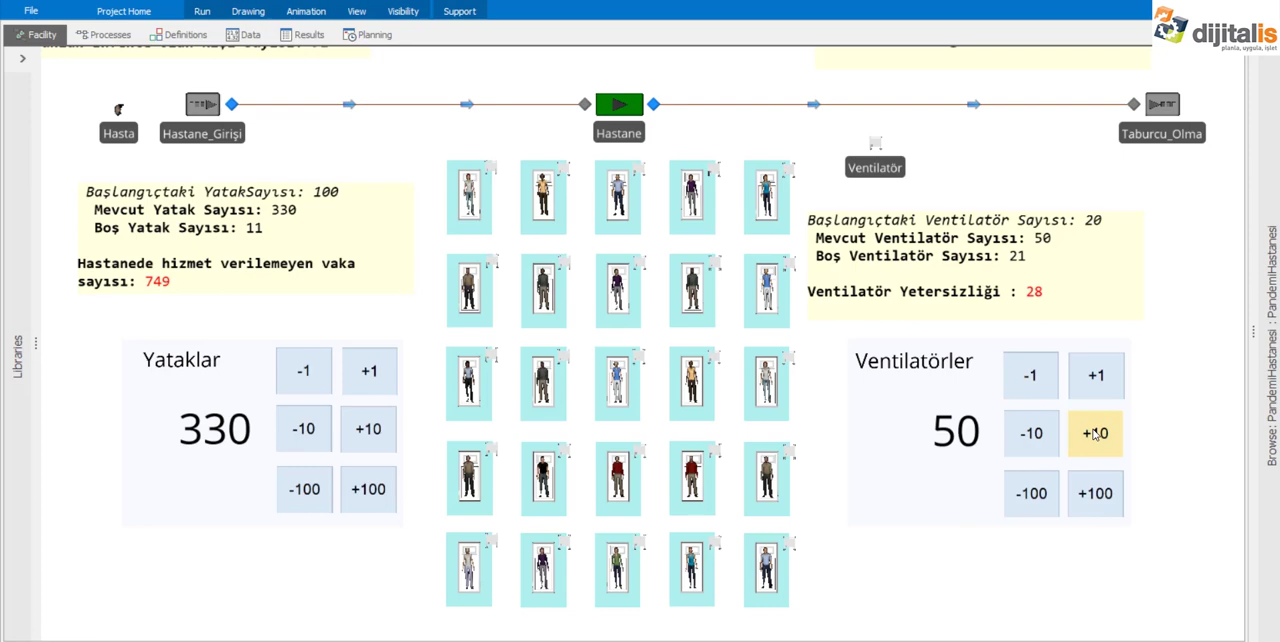 File Project Home Run Drawing Animation View Visibility Support
dijitalis
planla, uygula, işlet
Facility Processes Definitions Data Results Planning
Hasta Hastane_Girişi Hastane Taburcu_Olma
Ventilatör
Başlangıçtaki YatakSayısı: 100
Mevcut Yatak Sayısı: 330
Boş Yatak Sayısı: 11
Hastanede hizmet verilemeyen vaka
sayısı: 749
Başlangıçtaki Ventilatör Sayısı: 20
Mevcut Ventilatör Sayısı: 50
Boş Ventilatör Sayısı: 21
Ventilatör Yetersizliği : 28
Yataklar
-1 +1
330
-10 +10
-100 +100
Ventilatörler
-1 +1
50
-10 +10
-100 +100
Libraries
Browse: PandemiHastanesi : PandemiHastanesi